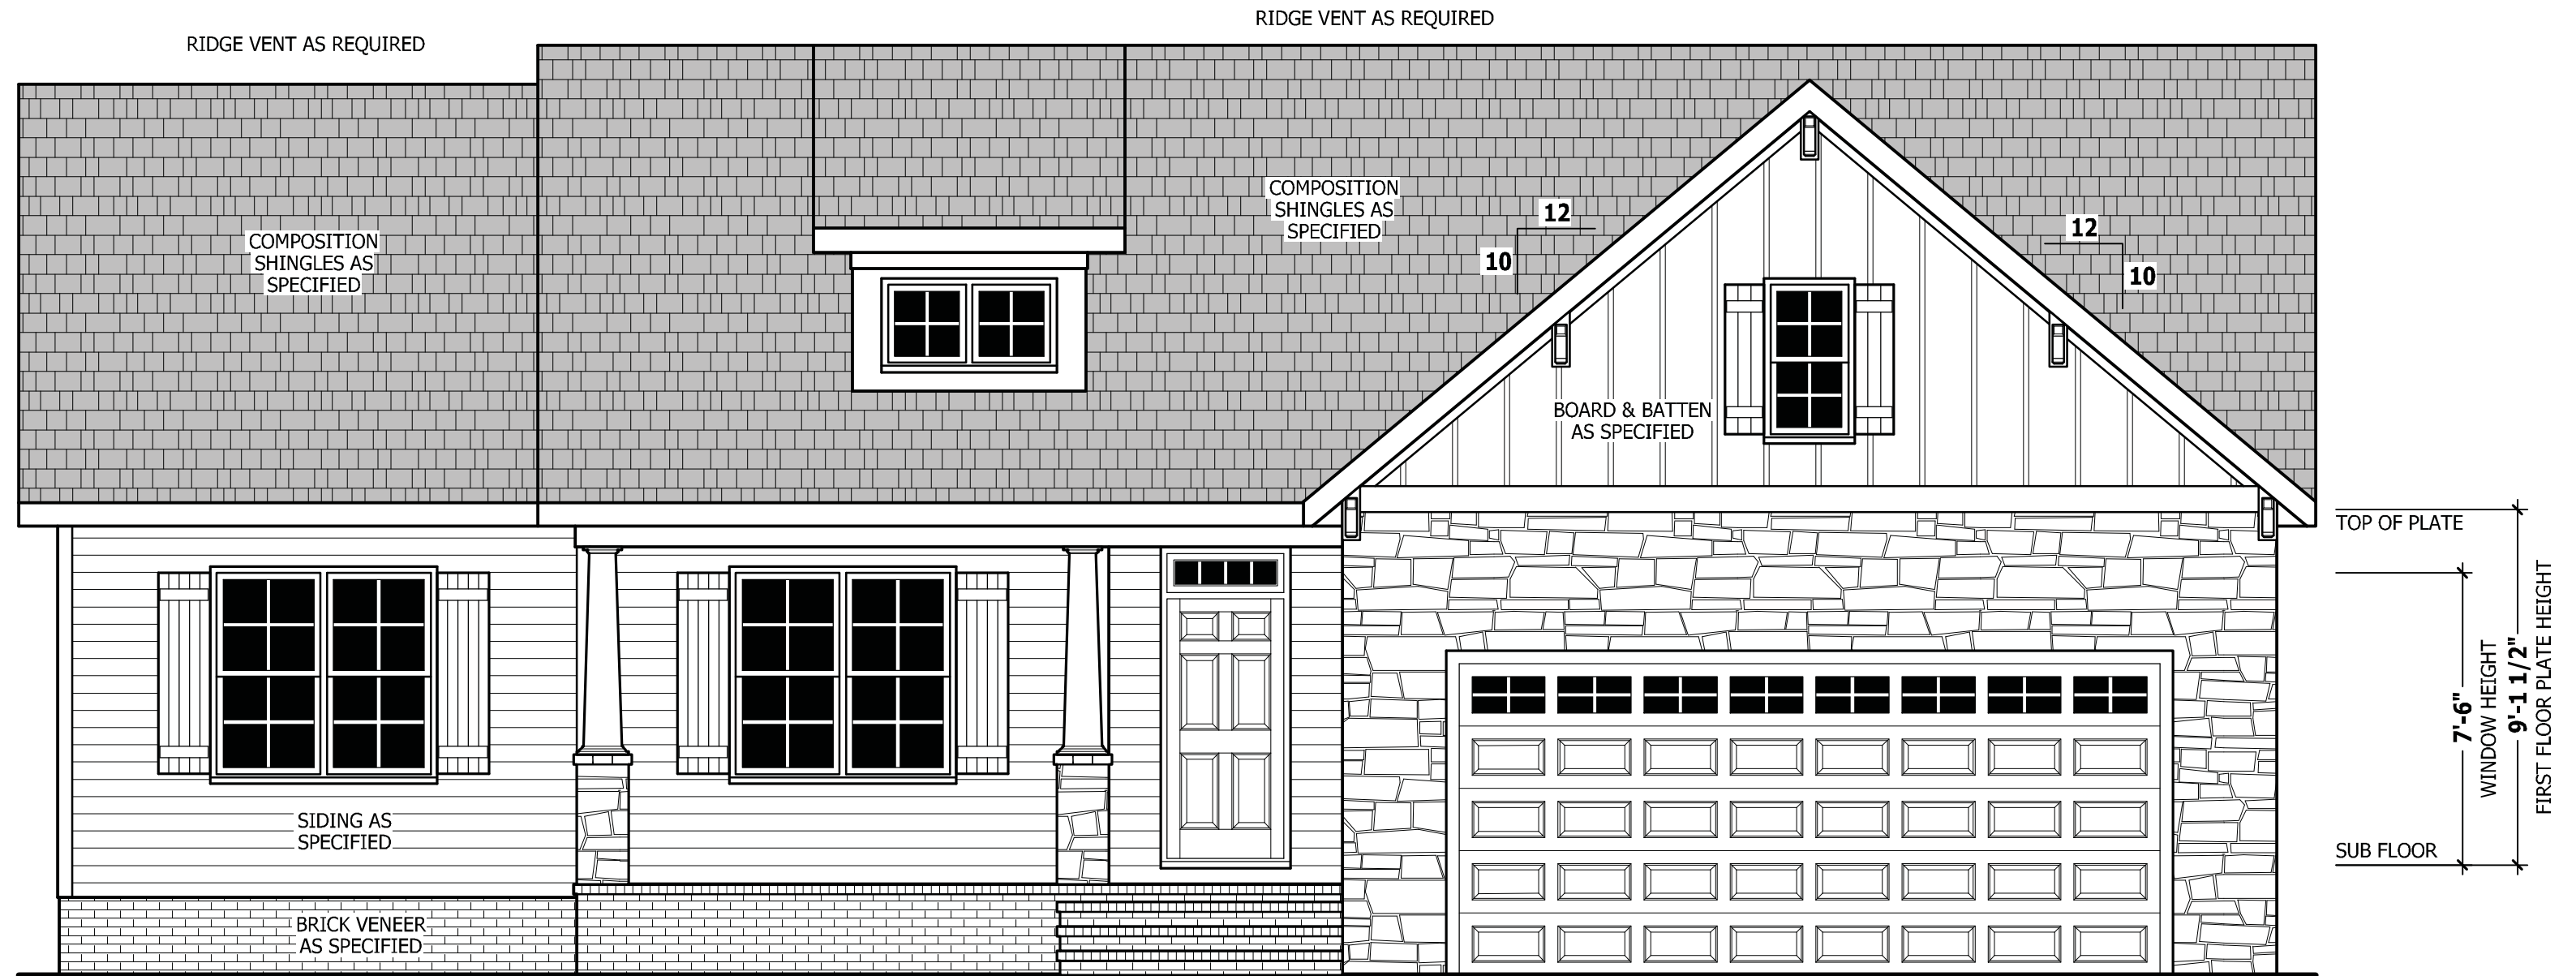 RIDGE VENT AS REQUIRED
RIDGE VENT AS REQUIRED
COMPOSITION
SHINGLES AS
SPECIFIED
COMPOSITION
SHINGLES AS
SPECIFIED
12
10
12
10
BOARD & BATTEN
AS SPECIFIED
TOP OF PLATE
7'-6"
WINDOW HEIGHT
9'-1 1/2"
FIRST FLOOR PLATE HEIGHT
SUB FLOOR
SIDING AS
SPECIFIED
BRICK VENEER
AS SPECIFIED